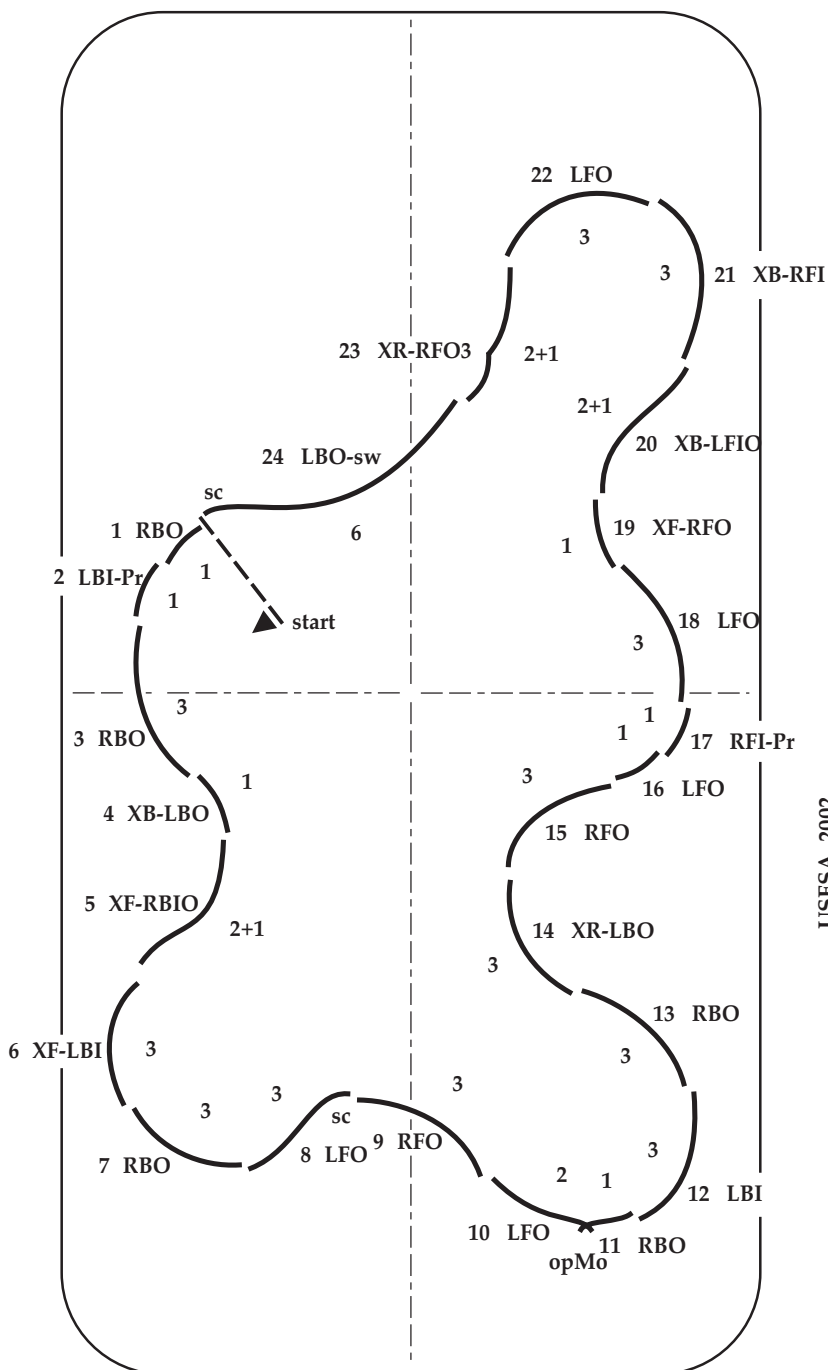 22 LFO
3
3
21 XB-RFI
23 XR-RFO3
2+1
2+1
20 XB-LFIO
24 LBO-sw
sc
1 RBO
6
19 XF-RFO
1
2 LBI-Pr
1
1
start
18 LFO
3
3
3 RBO
1
1
17 RFI-Pr
16 LFO
3
1
4 XB-LBO
15 RFO
USFSA 2002
5 XF-RBIO
2+1
14 XR-LBO
3
13 RBO
6 XF-LBI
3
3
3
3
3
sc
7 RBO
8 LFO
9 RFO
3
2
1
12 LBI
10 LFO
11 RBO
opMo